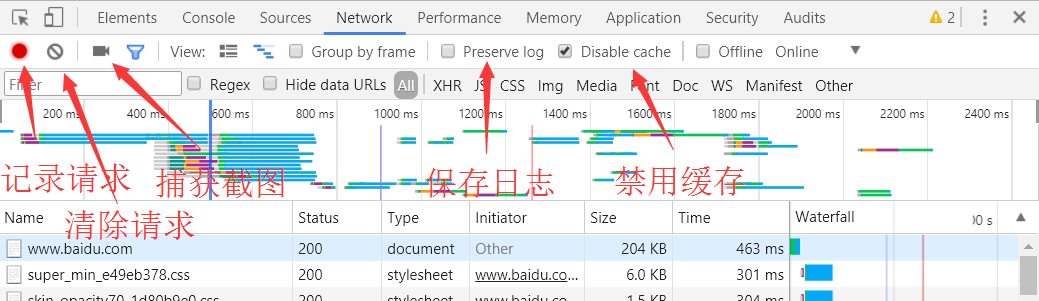 Elements Console Sources Network Performance Memory Application Security Audits 2
View: Group by frame Preserve log Disable cache Offline Online
Filter Regex Hide data URLs All XHR JS CSS Img Media Font Doc WS Manifest Other
200 ms 400 ms 600 ms 800 ms 1000 ms 1200 ms 1400 ms 1600 ms 1800 ms 2000 ms 2200 ms 2400 ms
记录请求 捕获截图 保存日志 禁用缓存
清除请求
Name Status Type Initiator Size Time Waterfall
www.baidu.com 200 document Other 204 KB 463 ms
super_min_e49eb378.css 200 stylesheet www.baidu.co... 6.0 KB 301 ms
skin_opacity70_1d80b9e0.css 200 stylesheet www.baidu.co... 1.5 KB 304 ms